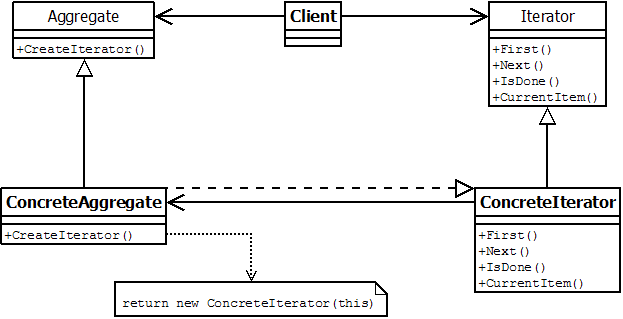 Aggregate
+CreateIterator()
Client
Iterator
+First()
+Next()
+IsDone()
+CurrentItem()
ConcreteAggregate
+CreateIterator()
ConcreteIterator
+First()
+Next()
+IsDone()
+CurrentItem()
return new ConcreteIterator(this)